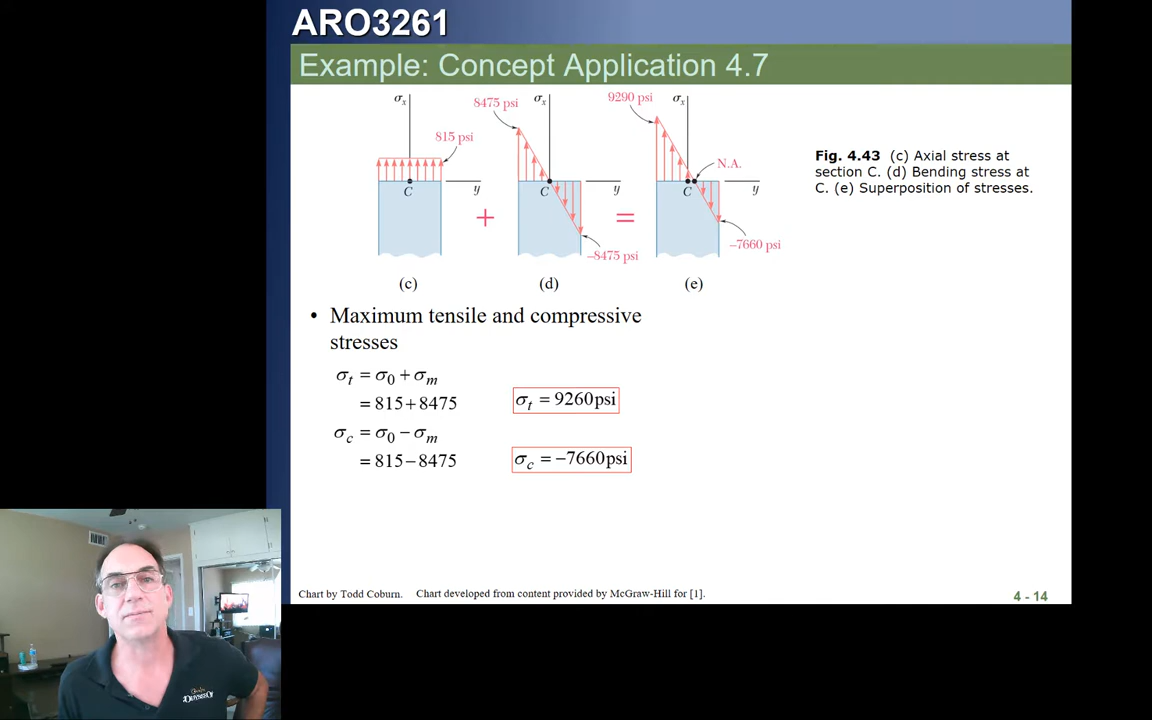 ARO3261
Example: Concept Application 4.7
σx
815 psi
C
y
(c)
+
8475 psi
σx
C
y
–8475 psi
(d)
=
9290 psi
σx
N.A.
C
y
–7660 psi
(e)
Fig. 4.43 (c) Axial stress at
section C. (d) Bending stress at
C. (e) Superposition of stresses.
• Maximum tensile and compressive
stresses
σt = σ0 + σm
= 815 + 8475
σt = 9260 psi
σc = σ0 − σm
= 815 − 8475
σc = −7660 psi
Chart by Todd Coburn. Chart developed from content provided by McGraw-Hill for [1].
4 - 14